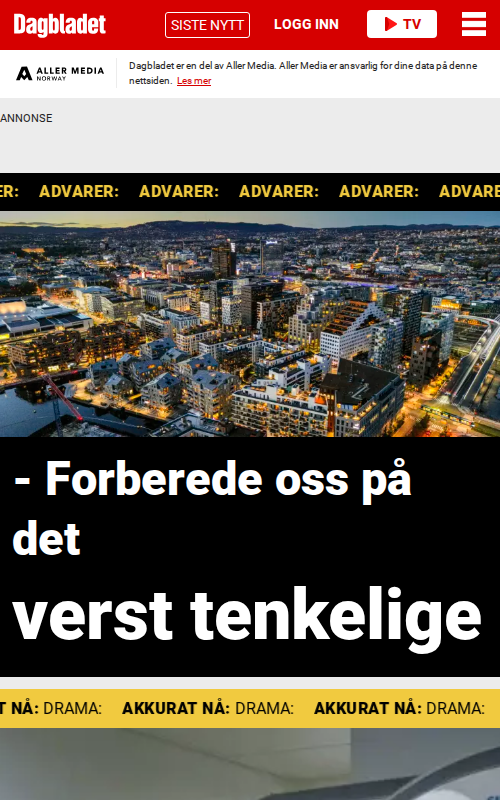 Dagbladet
SISTE NYTT
LOGG INN
TV
ALLER MEDIA
NORWAY
Dagbladet er en del av Aller Media. Aller Media er ansvarlig for dine data på denne
nettsiden. Les mer
ANNONSE
ER: ADVARER: ADVARER: ADVARER: ADVARER: ADVARE
- Forberede oss på
det
verst tenkelige
T NÅ: DRAMA: AKKURAT NÅ: DRAMA: AKKURAT NÅ: DRAMA: